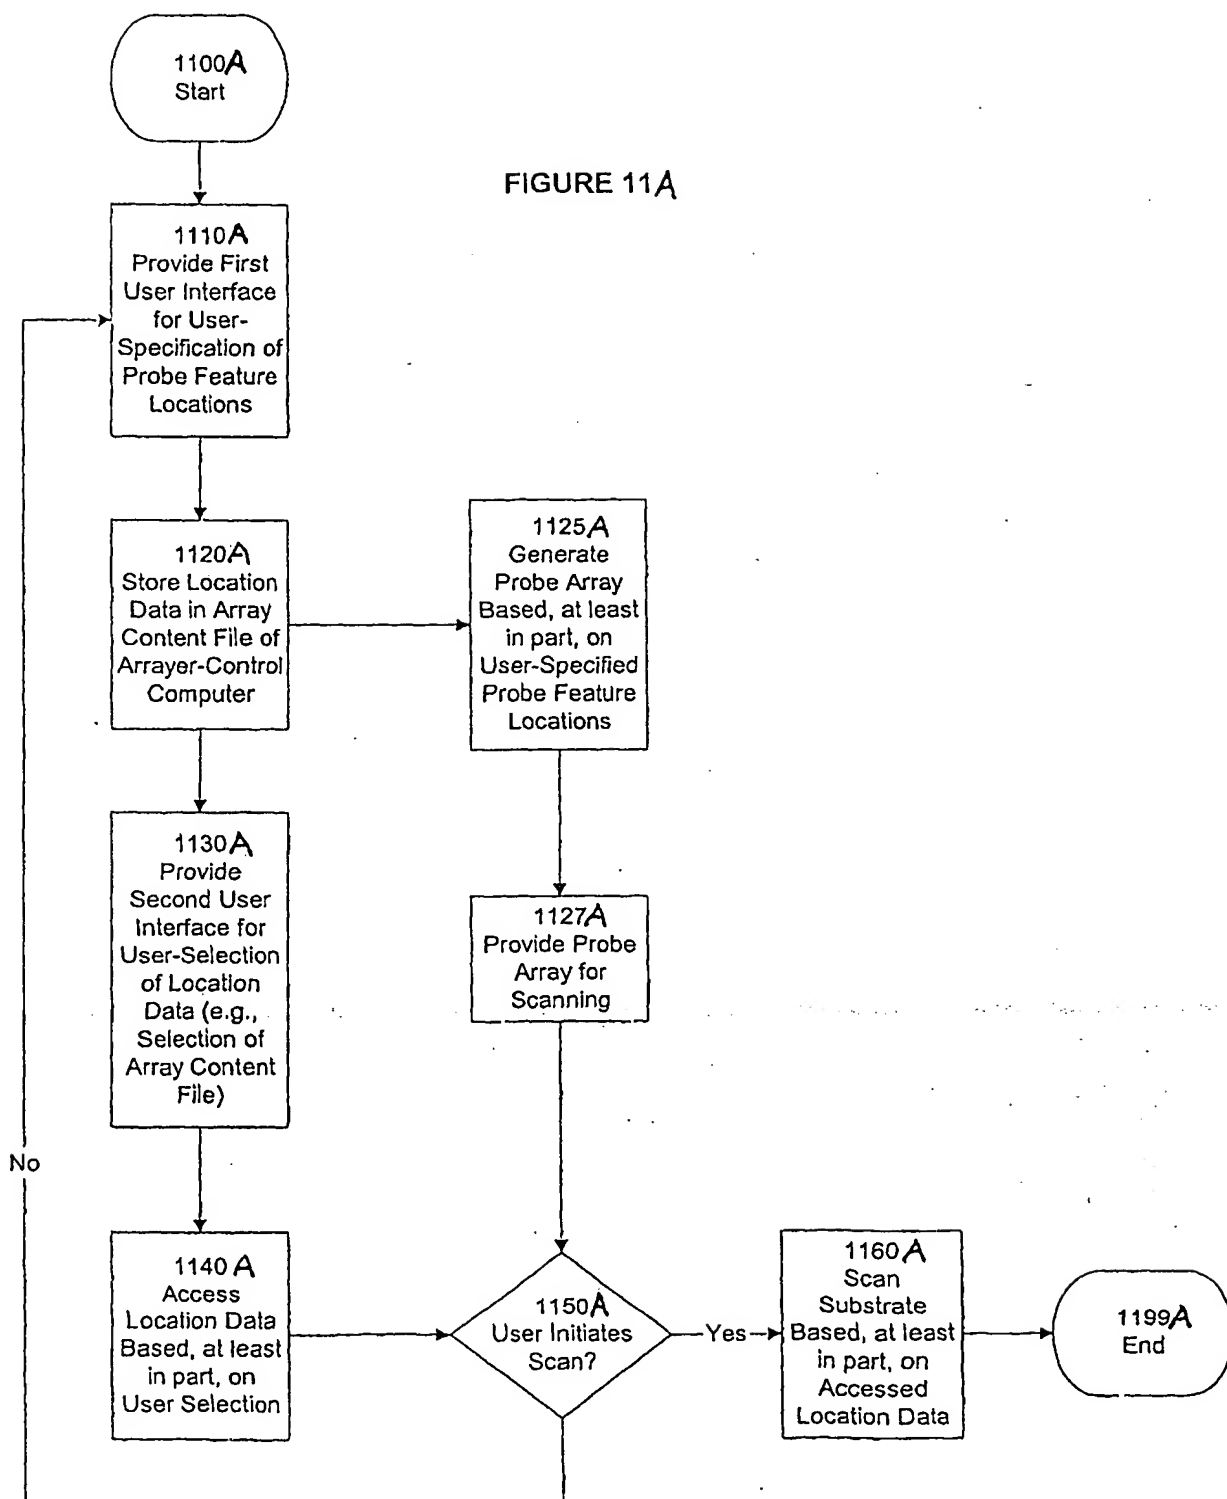 1100A
Start
FIGURE 11A
1110A
Provide First
User Interface
for User-
Specification of
Probe Feature
Locations
1120A
Store Location
Data in Array
Content File of
Arrayer-Control
Computer
1125A
Generate
Probe Array
Based, at least
in part, on
User-Specified
Probe Feature
Locations
1130A
Provide
Second User
Interface for
User-Selection
of Location
Data (e.g.,
Selection of
Array Content
File)
1127A
Provide Probe
Array for
Scanning
No
1140A
Access
Location Data
Based, at least
in part, on
User Selection
1150A
User Initiates
Scan?
Yes
1160A
Scan
Substrate
Based, at least
in part, on
Accessed
Location Data
1199A
End